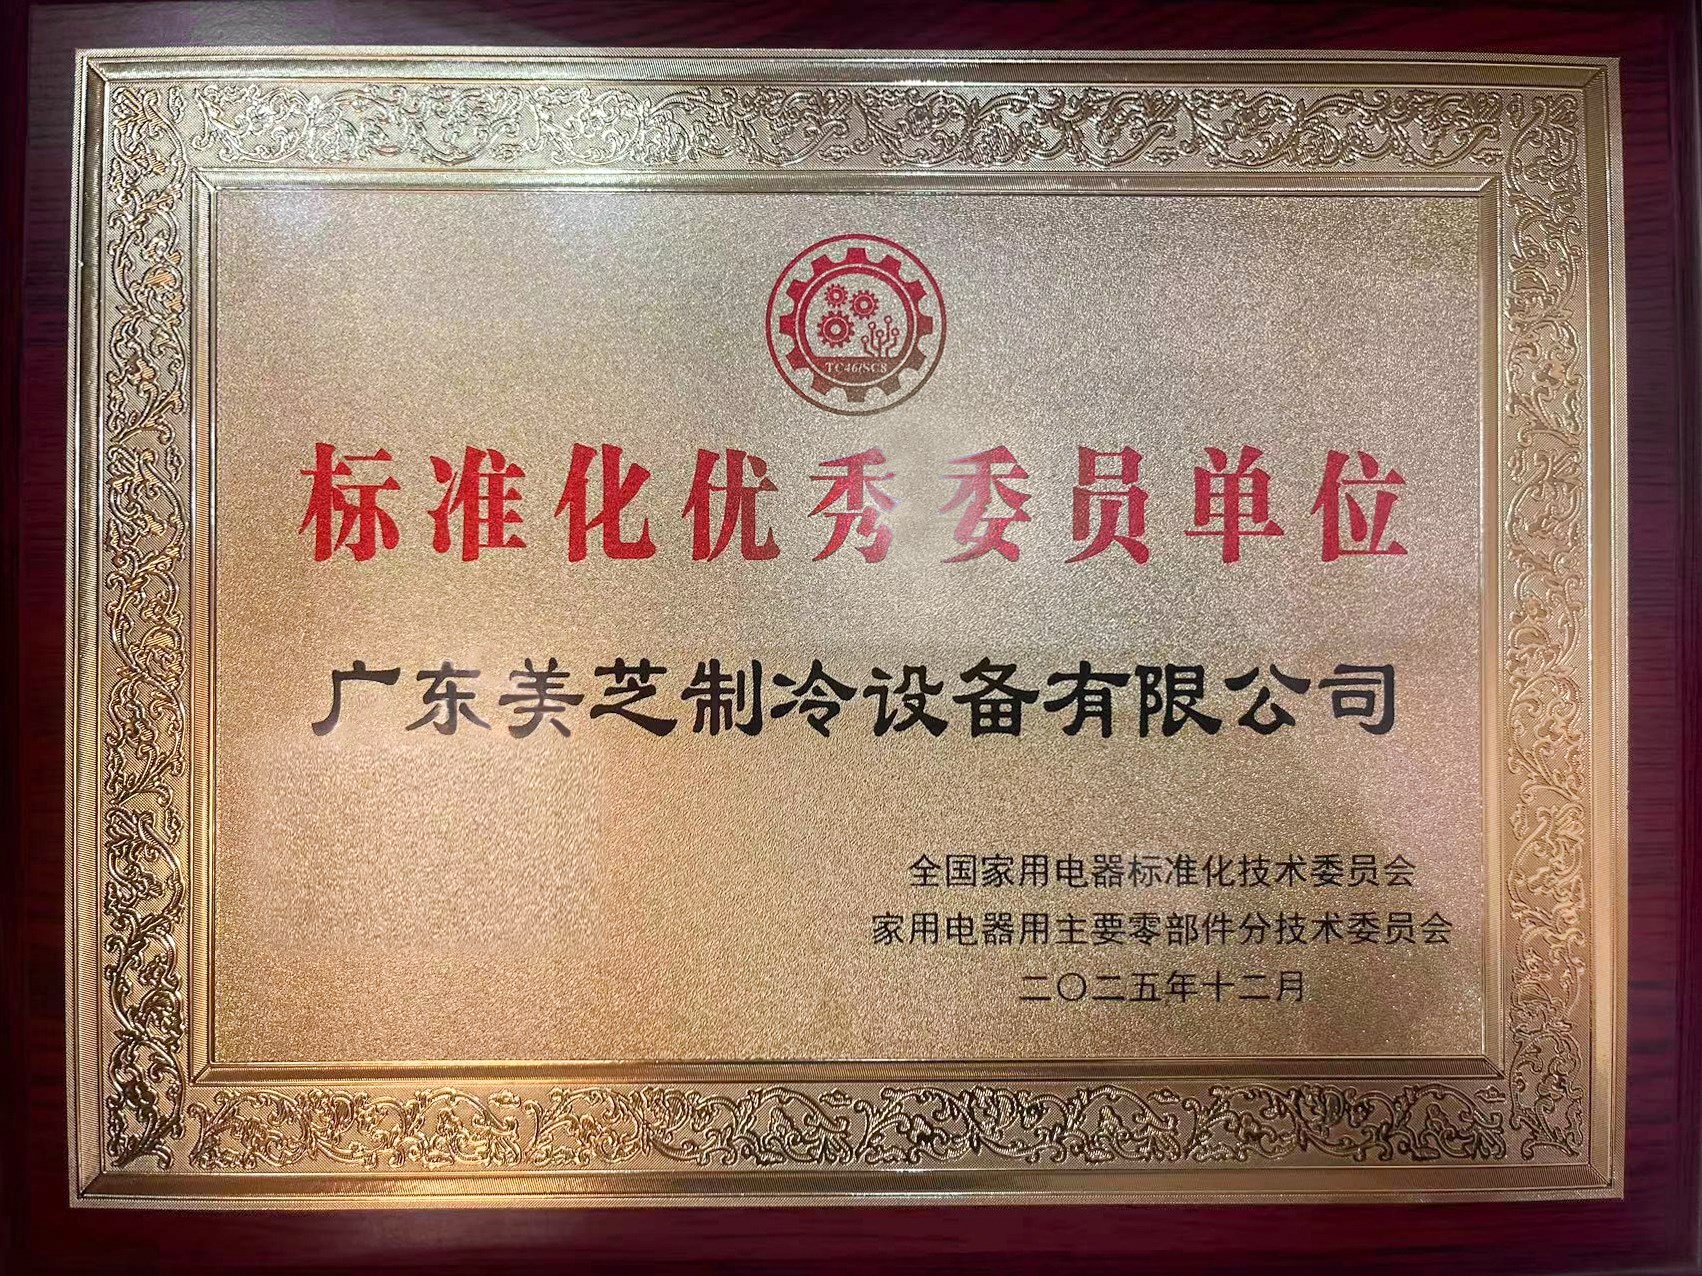 TC46/SC8
标准化优秀委员单位
广东美芝制冷设备有限公司
全国家用电器标准化技术委员会
家用电器用主要零部件分技术委员会
二〇二五年十二月